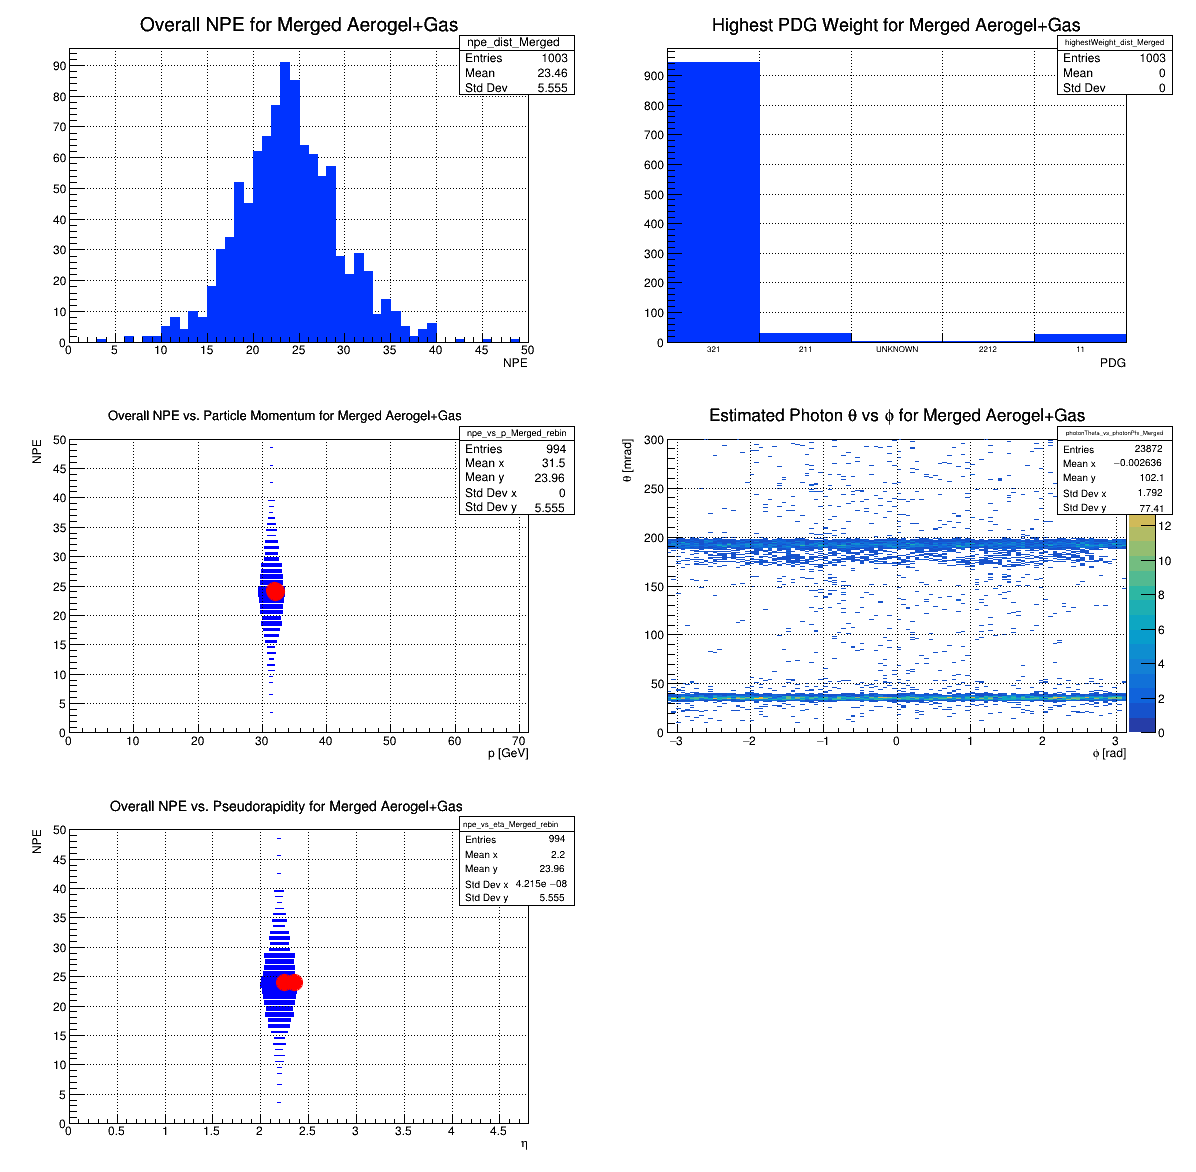 Overall NPE for Merged Aerogel+Gas
npe_dist_Merged
Entries 1003
Mean 23.46
Std Dev 5.555
90
80
70
60
50
40
30
20
10
0
0 5 10 15 20 25 30 35 40 45 50
NPE
Highest PDG Weight for Merged Aerogel+Gas
highestWeight_dist_Merged
Entries 1003
Mean 0
Std Dev 0
900
800
700
600
500
400
300
200
100
0
321 211 UNKNOWN 2212 11
PDG
Overall NPE vs. Particle Momentum for Merged Aerogel+Gas
npe_vs_p_Merged_rebin
Entries 994
Mean x 31.5
Mean y 23.96
Std Dev x 0
Std Dev y 5.555
NPE
50
45
40
35
30
25
20
15
10
5
0
0 10 20 30 40 50 60 70
p [GeV]
Estimated Photon θ vs ϕ for Merged Aerogel+Gas
photonTheta_vs_photonPhi_Merged
Entries 23872
Mean x −0.002636
Mean y 102.1
Std Dev x 1.792
Std Dev y 77.41
θ [mrad]
300
250
200
150
100
50
0
−3 −2 −1 0 1 2 3
ϕ [rad]
12
10
8
6
4
2
0
Overall NPE vs. Pseudorapidity for Merged Aerogel+Gas
npe_vs_eta_Merged_rebin
Entries 994
Mean x 2.2
Mean y 23.96
Std Dev x 4.215e −08
Std Dev y 5.555
NPE
50
45
40
35
30
25
20
15
10
5
0
0 0.5 1 1.5 2 2.5 3 3.5 4 4.5
η